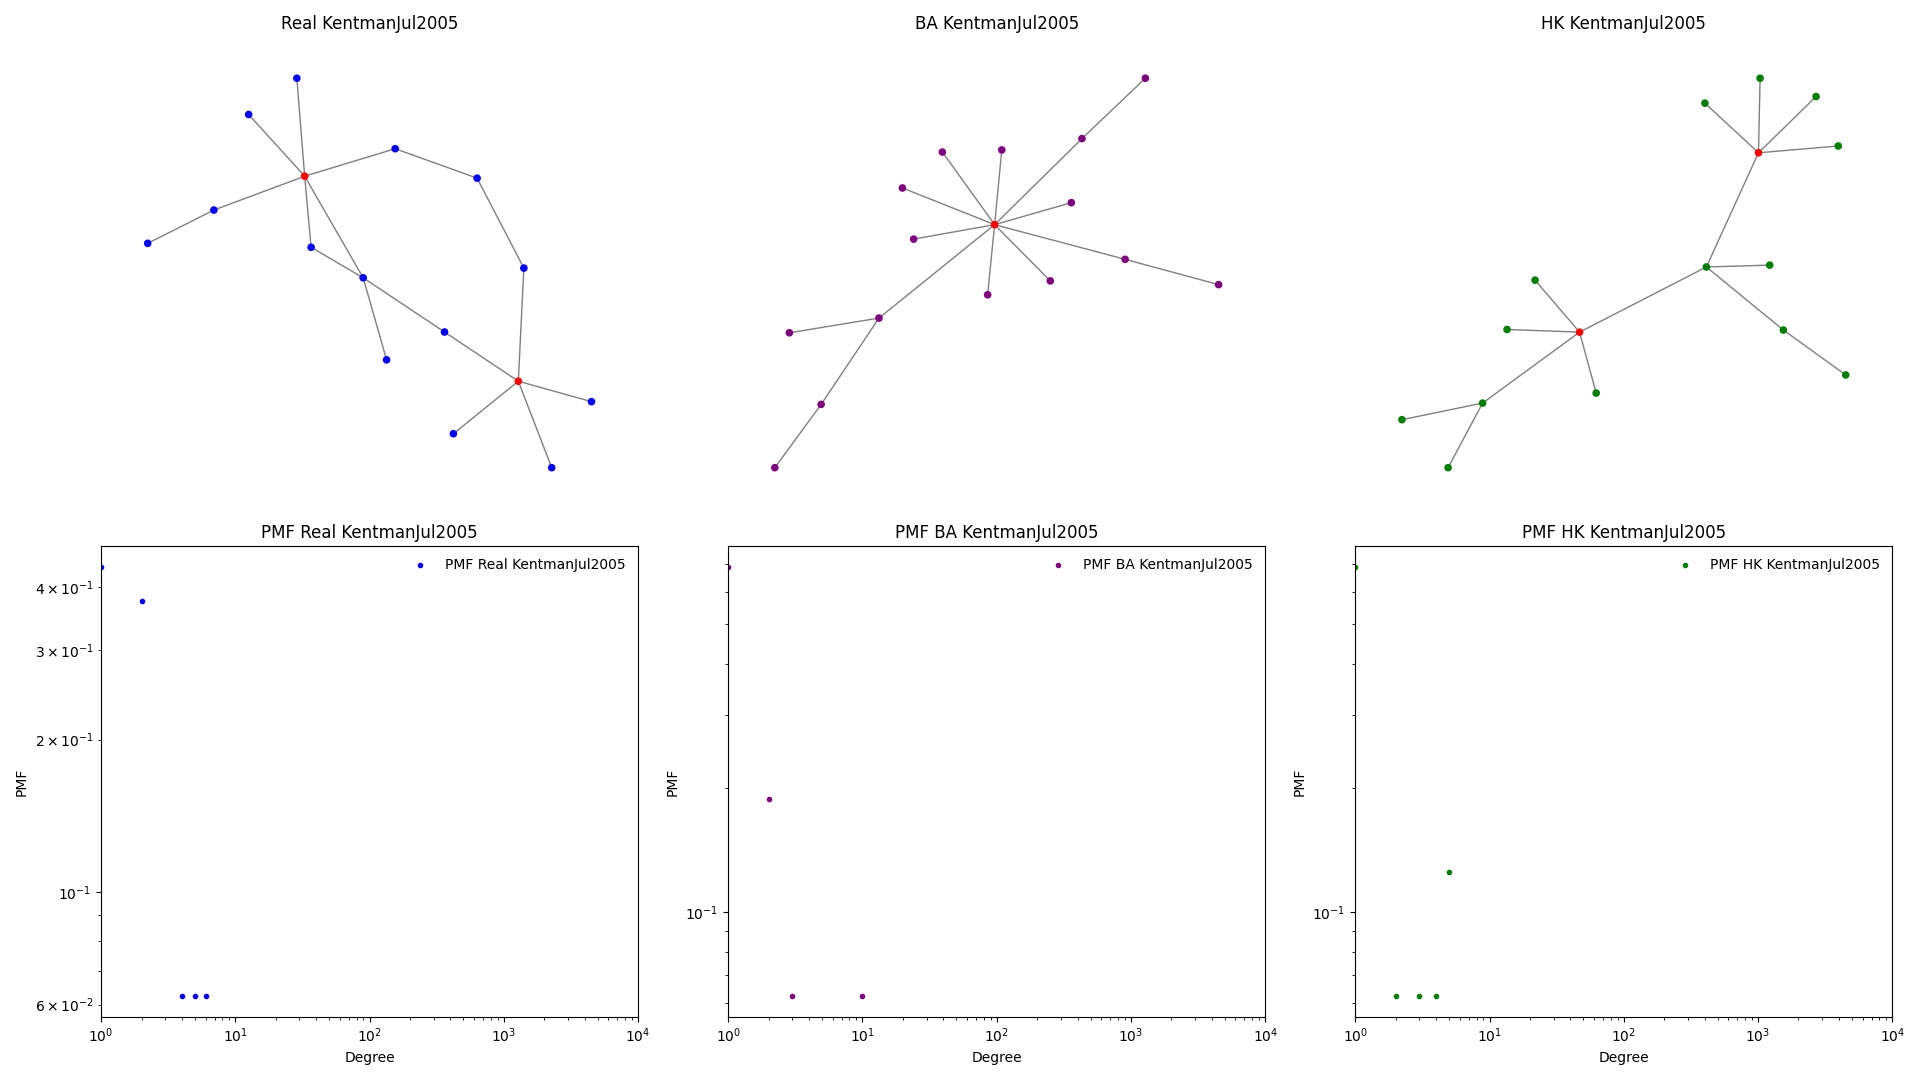 Real KentmanJul2005
BA KentmanJul2005
HK KentmanJul2005
PMF Real KentmanJul2005
PMF Real KentmanJul2005
4 × 10⁻¹
3 × 10⁻¹
2 × 10⁻¹
10⁻¹
6 × 10⁻²
PMF
10⁰ 10¹ 10² 10³ 10⁴
Degree
PMF BA KentmanJul2005
PMF BA KentmanJul2005
10⁻¹
PMF
10⁰ 10¹ 10² 10³ 10⁴
Degree
PMF HK KentmanJul2005
PMF HK KentmanJul2005
10⁻¹
PMF
10⁰ 10¹ 10² 10³ 10⁴
Degree